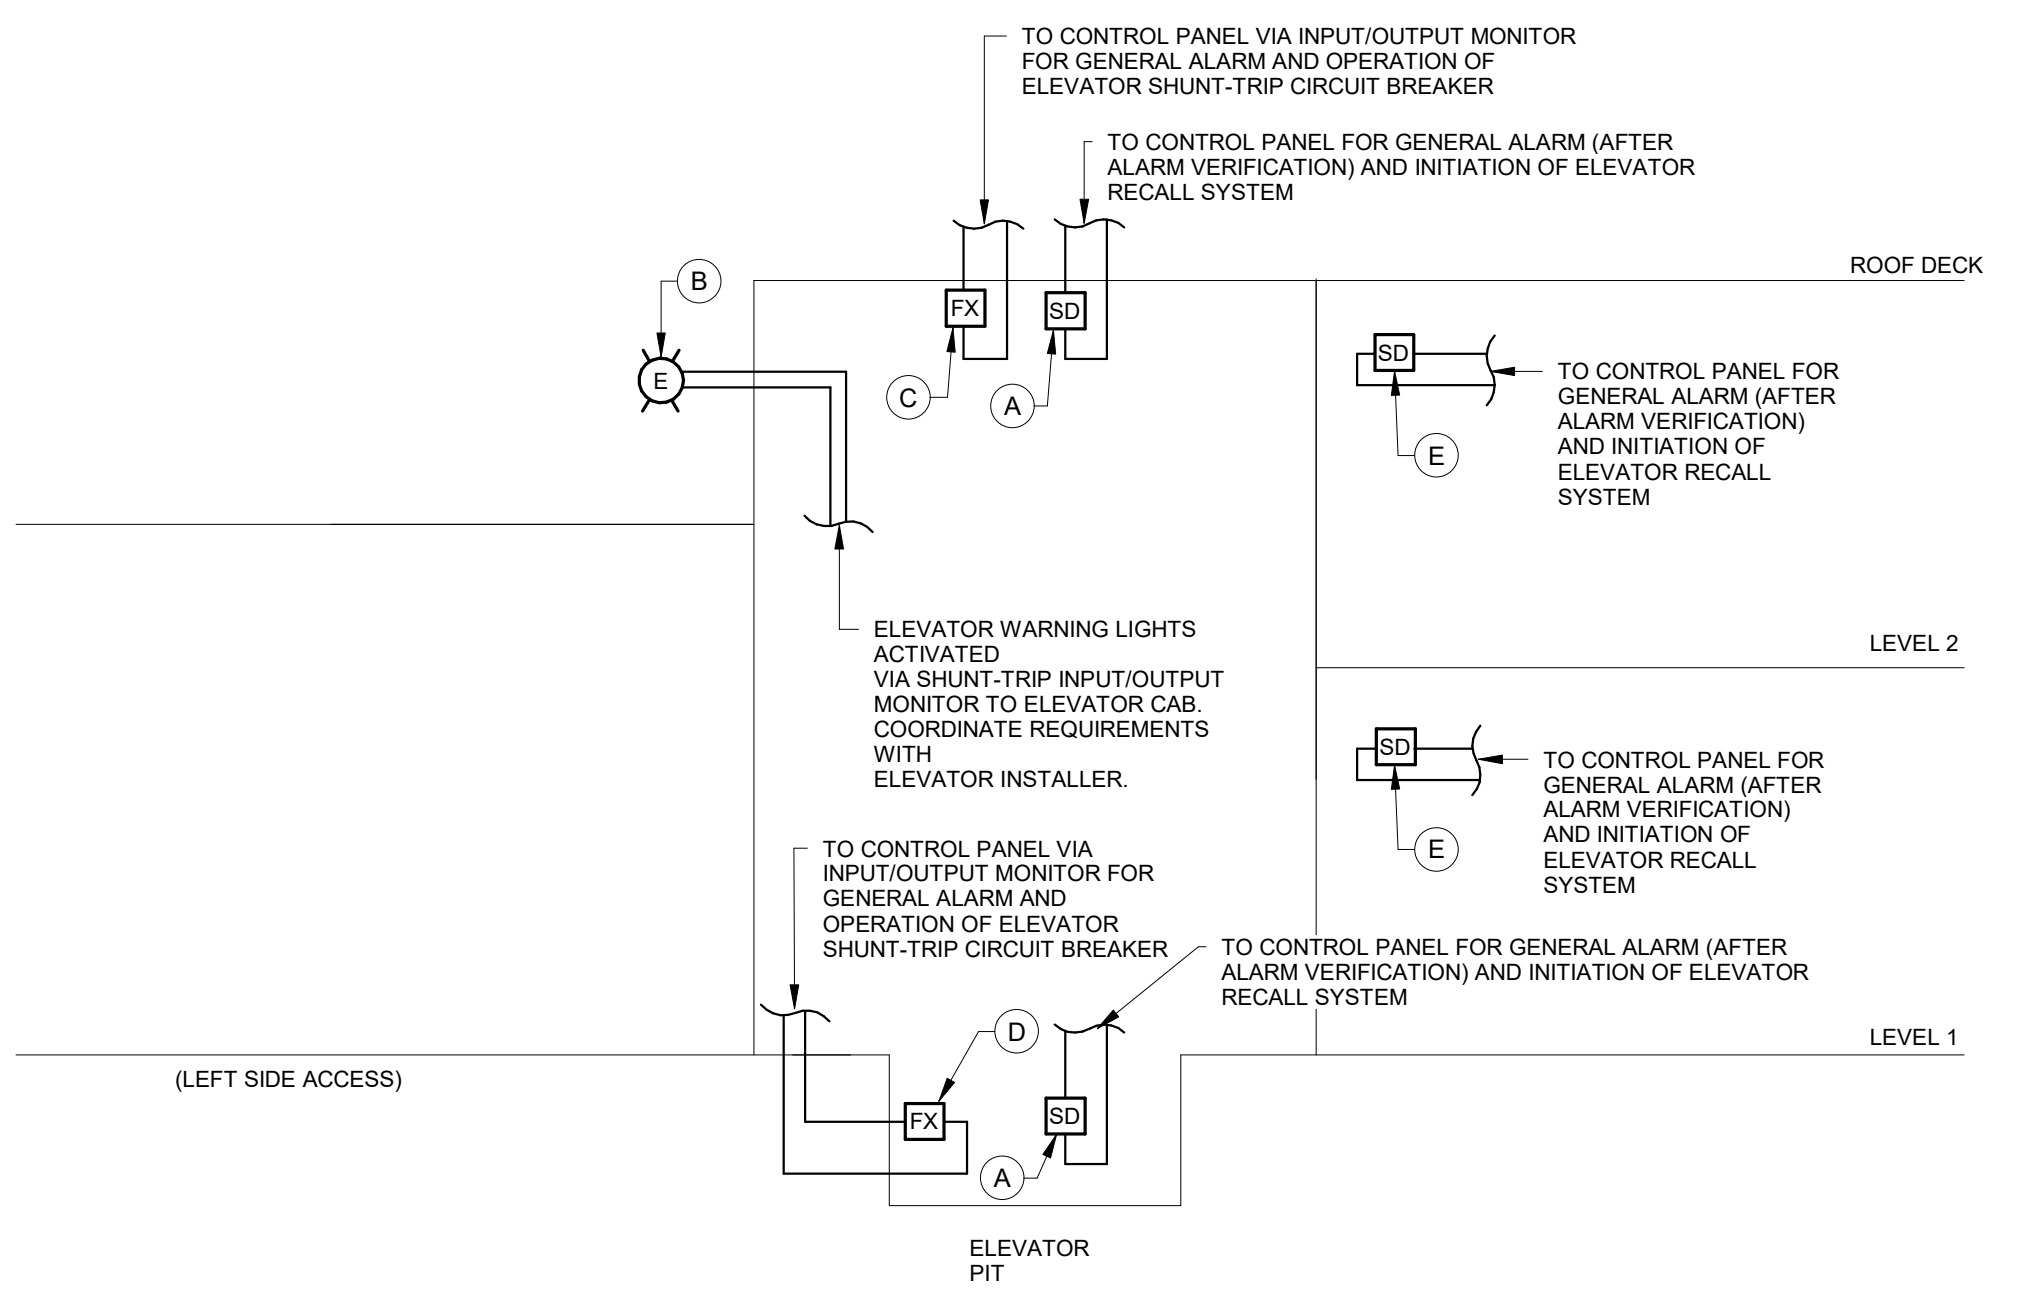 TO CONTROL PANEL VIA INPUT/OUTPUT MONITOR
FOR GENERAL ALARM AND OPERATION OF
ELEVATOR SHUNT-TRIP CIRCUIT BREAKER
TO CONTROL PANEL FOR GENERAL ALARM (AFTER
ALARM VERIFICATION) AND INITIATION OF ELEVATOR
RECALL SYSTEM
ROOF DECK
B
FX
SD
E
C
A
SD
TO CONTROL PANEL FOR
GENERAL ALARM (AFTER
ALARM VERIFICATION)
AND INITIATION OF
ELEVATOR RECALL
SYSTEM
E
ELEVATOR WARNING LIGHTS
ACTIVATED
VIA SHUNT-TRIP INPUT/OUTPUT
MONITOR TO ELEVATOR CAB.
COORDINATE REQUIREMENTS
WITH
ELEVATOR INSTALLER.
LEVEL 2
SD
TO CONTROL PANEL FOR
GENERAL ALARM (AFTER
ALARM VERIFICATION)
AND INITIATION OF
ELEVATOR RECALL
SYSTEM
E
TO CONTROL PANEL VIA
INPUT/OUTPUT MONITOR FOR
GENERAL ALARM AND
OPERATION OF ELEVATOR
SHUNT-TRIP CIRCUIT BREAKER
TO CONTROL PANEL FOR GENERAL ALARM (AFTER
ALARM VERIFICATION) AND INITIATION OF ELEVATOR
RECALL SYSTEM
D
LEVEL 1
(LEFT SIDE ACCESS)
FX
SD
A
ELEVATOR
PIT